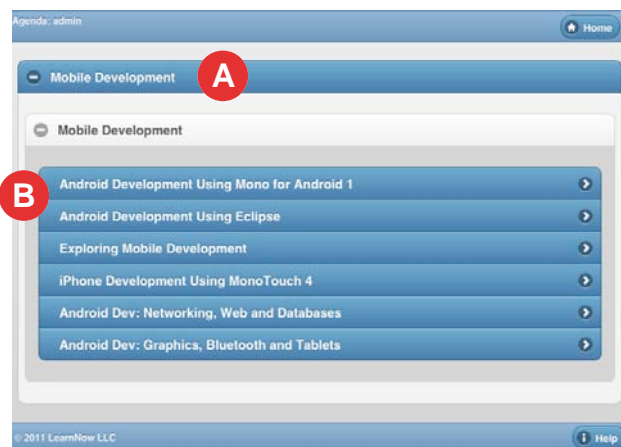 Agenda: admin
Home
Mobile Development
A
Mobile Development
B
Android Development Using Mono for Android 1
Android Development Using Eclipse
Exploring Mobile Development
iPhone Development Using MonoTouch 4
Android Dev: Networking, Web and Databases
Android Dev: Graphics, Bluetooth and Tablets
© 2011 LearnNow LLC
Help